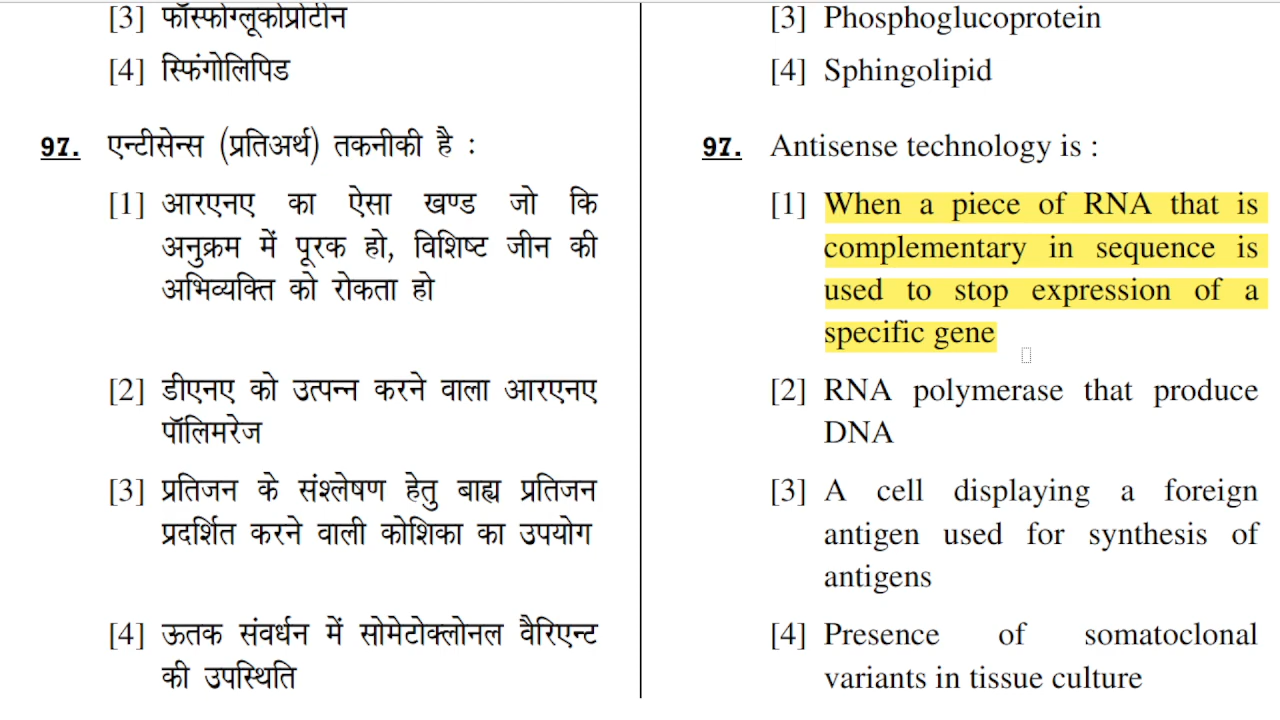 [3] फॉस्फोग्लूकोप्रोटीन
[4] स्फिंगोलिपिड
97. एन्टीसेन्स (प्रतिअर्थ) तकनीकी है :
[1] आरएनए का ऐसा खण्ड जो कि
अनुक्रम में पूरक हो, विशिष्ट जीन की
अभिव्यक्ति को रोकता हो
[2] डीएनए को उत्पन्न करने वाला आरएनए
पॉलिमरेज
[3] प्रतिजन के संश्लेषण हेतु बाह्य प्रतिजन
प्रदर्शित करने वाली कोशिका का उपयोग
[4] ऊतक संवर्धन में सोमेटोक्लोनल वैरिएन्ट
की उपस्थिति
[3] Phosphoglucoprotein
[4] Sphingolipid
97. Antisense technology is :
[1] When a piece of RNA that is
complementary in sequence is
used to stop expression of a
specific gene
[2] RNA polymerase that produce
DNA
[3] A cell displaying a foreign
antigen used for synthesis of
antigens
[4] Presence of somatoclonal
variants in tissue culture